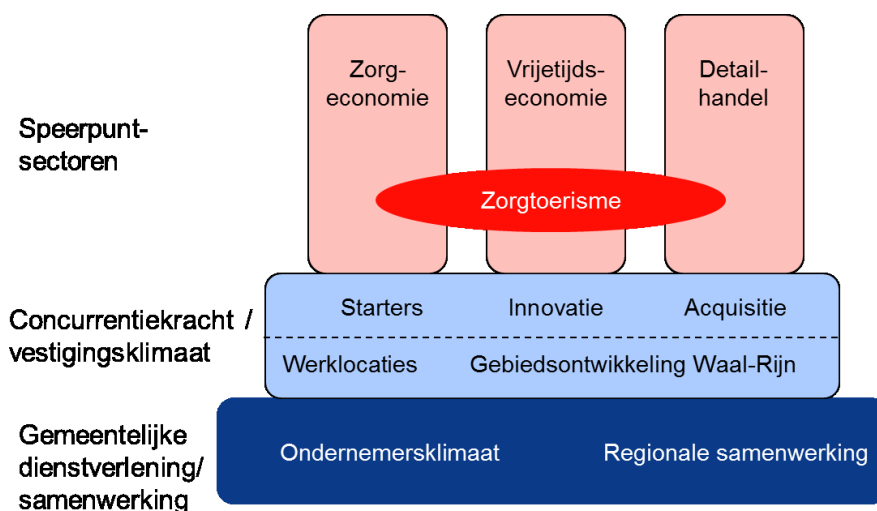 Speerpunt-
sectoren
Zorg-
economie
Vrijetijds-
economie
Detail-
handel
Zorgtoerisme
Concurrentiekracht /
vestigingsklimaat
Starters
Innovatie
Acquisitie
Werklocaties
Gebiedsontwikkeling Waal-Rijn
Gemeentelijke
dienstverlening/
samenwerking
Ondernemersklimaat
Regionale samenwerking